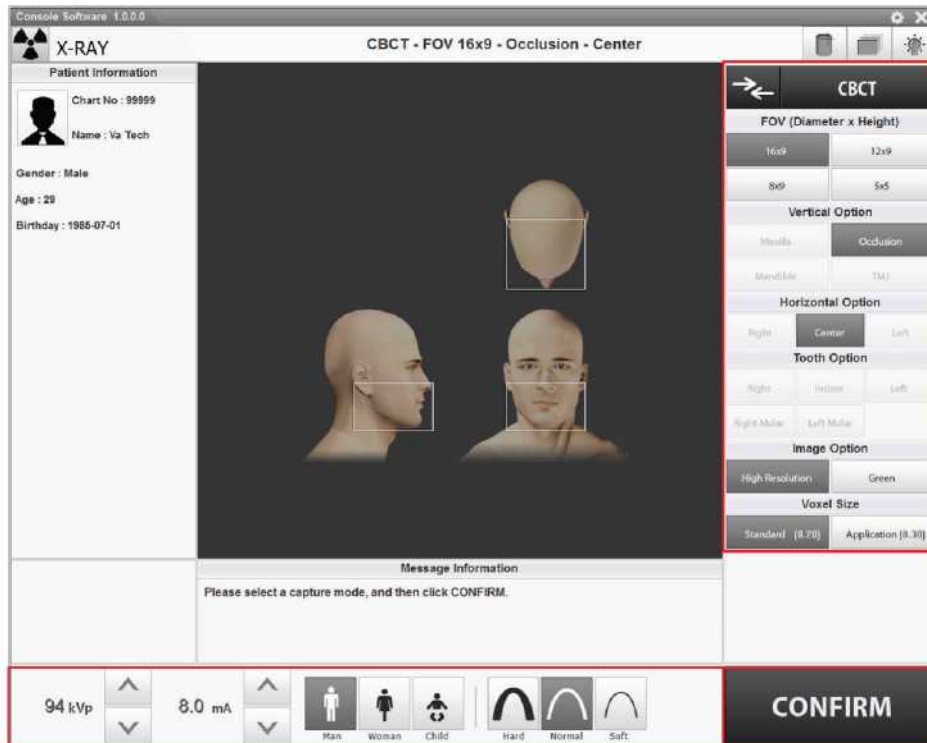 Console Software 1.0.0.0
X-RAY
CBCT - FOV 16x9 - Occlusion - Center
Patient Information
Chart No : 99999
Name : Va Tech
Gender : Male
Age : 29
Birthday : 1985-07-01
CBCT
FOV (Diameter x Height)
16x9 12x9
8x9 5x5
Vertical Option
Maxilla Occlusion
Mandible TMJ
Horizontal Option
Right Center Left
Tooth Option
Right Incisor Left
Right Molar Left Molar
Image Option
High Resolution Green
Voxel Size
Standard (0.20) Application (0.30)
Message Information
Please select a capture mode, and then click CONFIRM.
94 kVp 8.0 mA
Man Woman Child Hard Normal Soft
CONFIRM